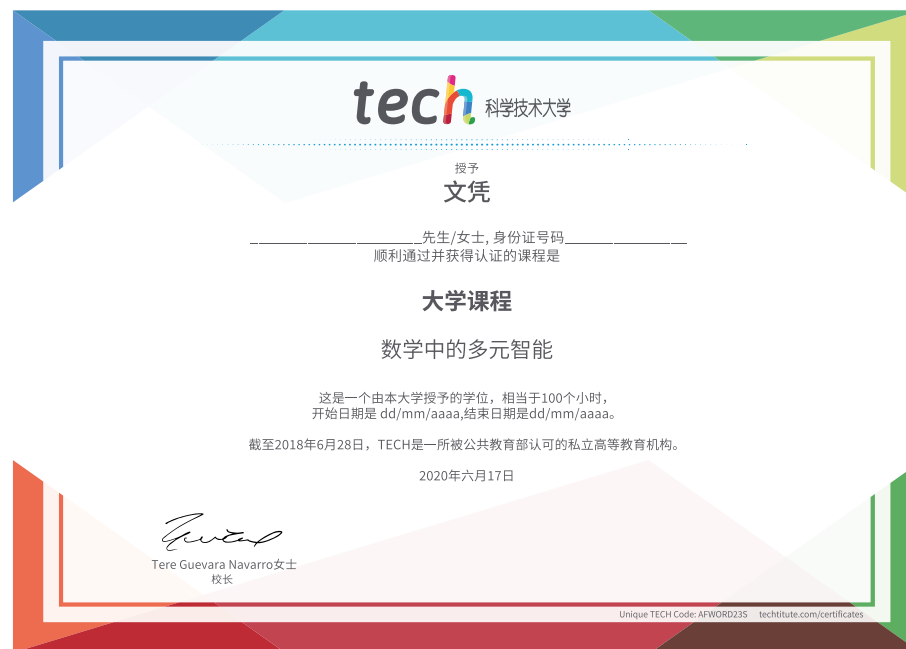 tech 科学技术大学
授予
文凭
______________________先生/女士, 身份证号码_______________
顺利通过并获得认证的课程是
大学课程
数学中的多元智能
这是一个由本大学授予的学位，相当于100个小时，
开始日期是 dd/mm/aaaa,结束日期是dd/mm/aaaa。
截至2018年6月28日，TECH是一所被公共教育部认可的私立高等教育机构。
2020年六月17日
Tere Guevara Navarro女士
校长
Unique TECH Code: AFWORD23S techtitute.com/certificates